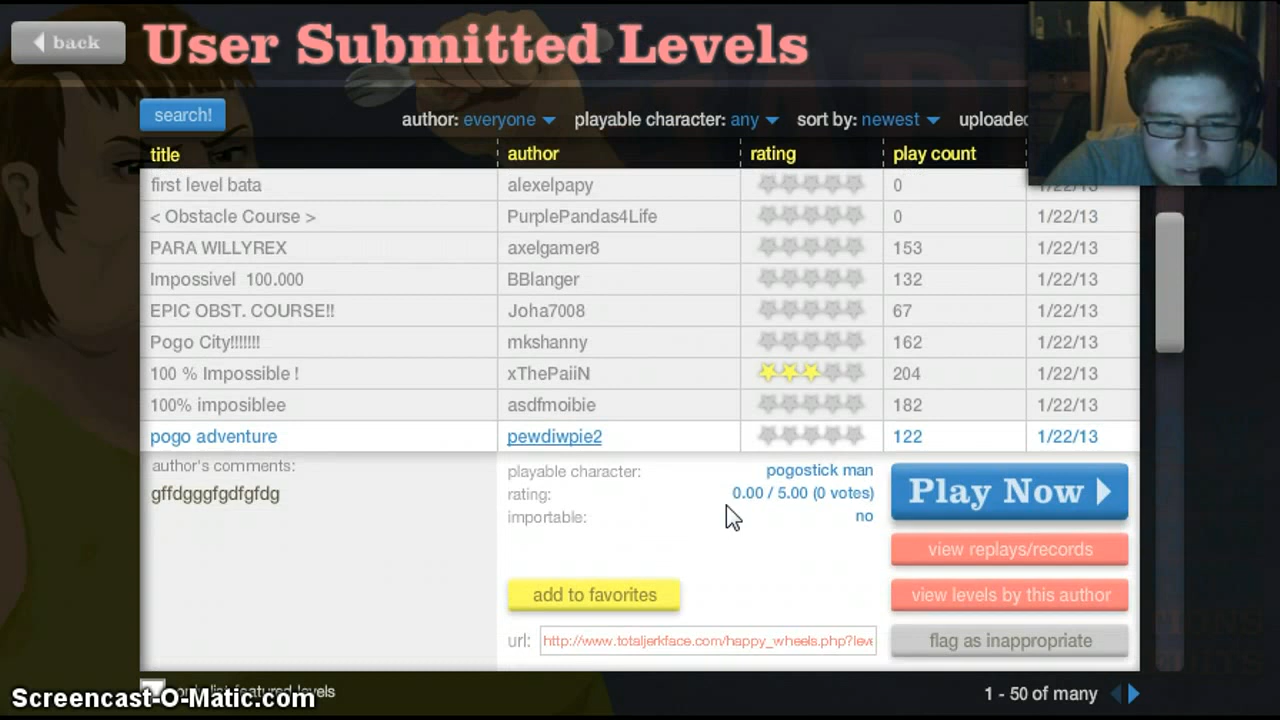 back
User Submitted Levels
search!
author: everyone playable character: any sort by: newest uploaded
title author rating play count
first level bata alexelpapy 0 1/22/13
< Obstacle Course > PurplePandas4Life 0 1/22/13
PARA WILLYREX axelgamer8 153 1/22/13
Impossivel 100.000 BBlanger 132 1/22/13
EPIC OBST. COURSE!! Joha7008 67 1/22/13
Pogo City!!!!!!! mkshanny 162 1/22/13
100 % Impossible ! xThePaiiN 204 1/22/13
100% imposiblee asdfmoibie 182 1/22/13
pogo adventure pewdiwpie2 122 1/22/13
author's comments:
gffdgggfgdfgfdg
playable character: pogostick man
rating: 0.00 / 5.00 (0 votes)
importable: no
Play Now
view replays/records
add to favorites
view levels by this author
url: http://www.totaljerkface.com/happy_wheels.php?leve
flag as inappropriate
Screencast-O-Matic.com
levels
1 - 50 of many